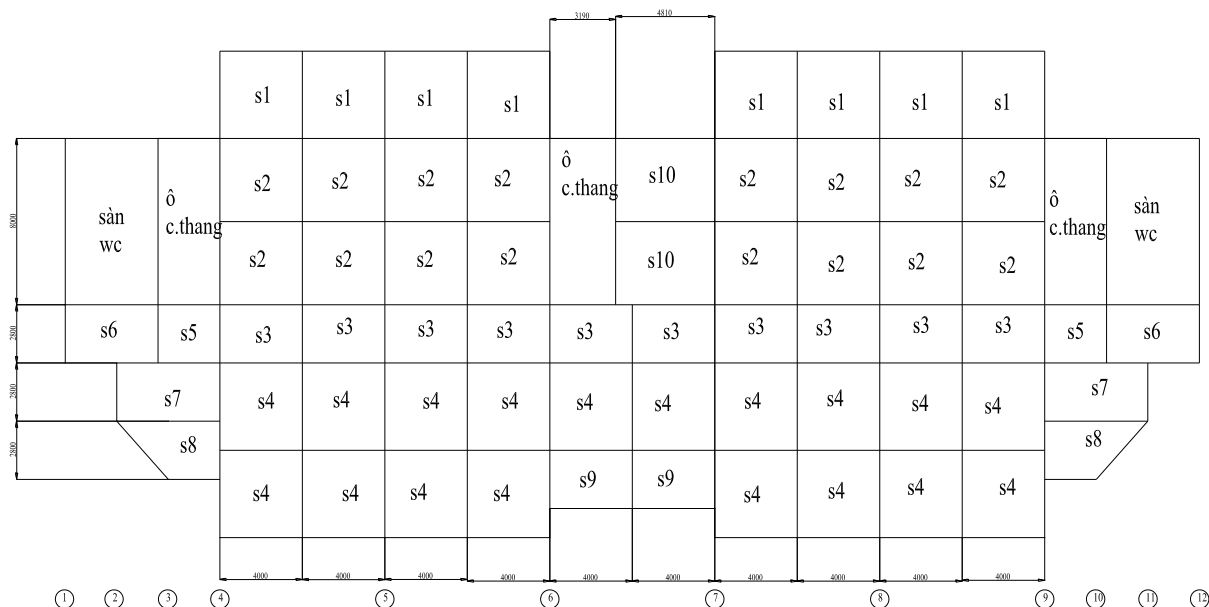 3190 4810
s1 s1 s1 s1 s1 s1 s1 s1
ô
c.thang
ô
c.thang
ô
c.thang
sàn
wc
sàn
wc
8000
s2 s2 s2 s2 s10 s2 s2 s2 s2
s2 s2 s2 s2 s10 s2 s2 s2 s2
2800
s6 s5 s3 s3 s3 s3 s3 s3 s3 s3 s3 s3 s5 s6
2800
s7 s4 s4 s4 s4 s4 s4 s4 s4 s4 s4 s7
2800
s8 s8
s4 s4 s4 s4 s9 s9 s4 s4 s4 s4
4000 4000 4000 4000 4000 4000 4000 4000 4000 4000
1 2 3 4 5 6 7 8 9 10 11 12